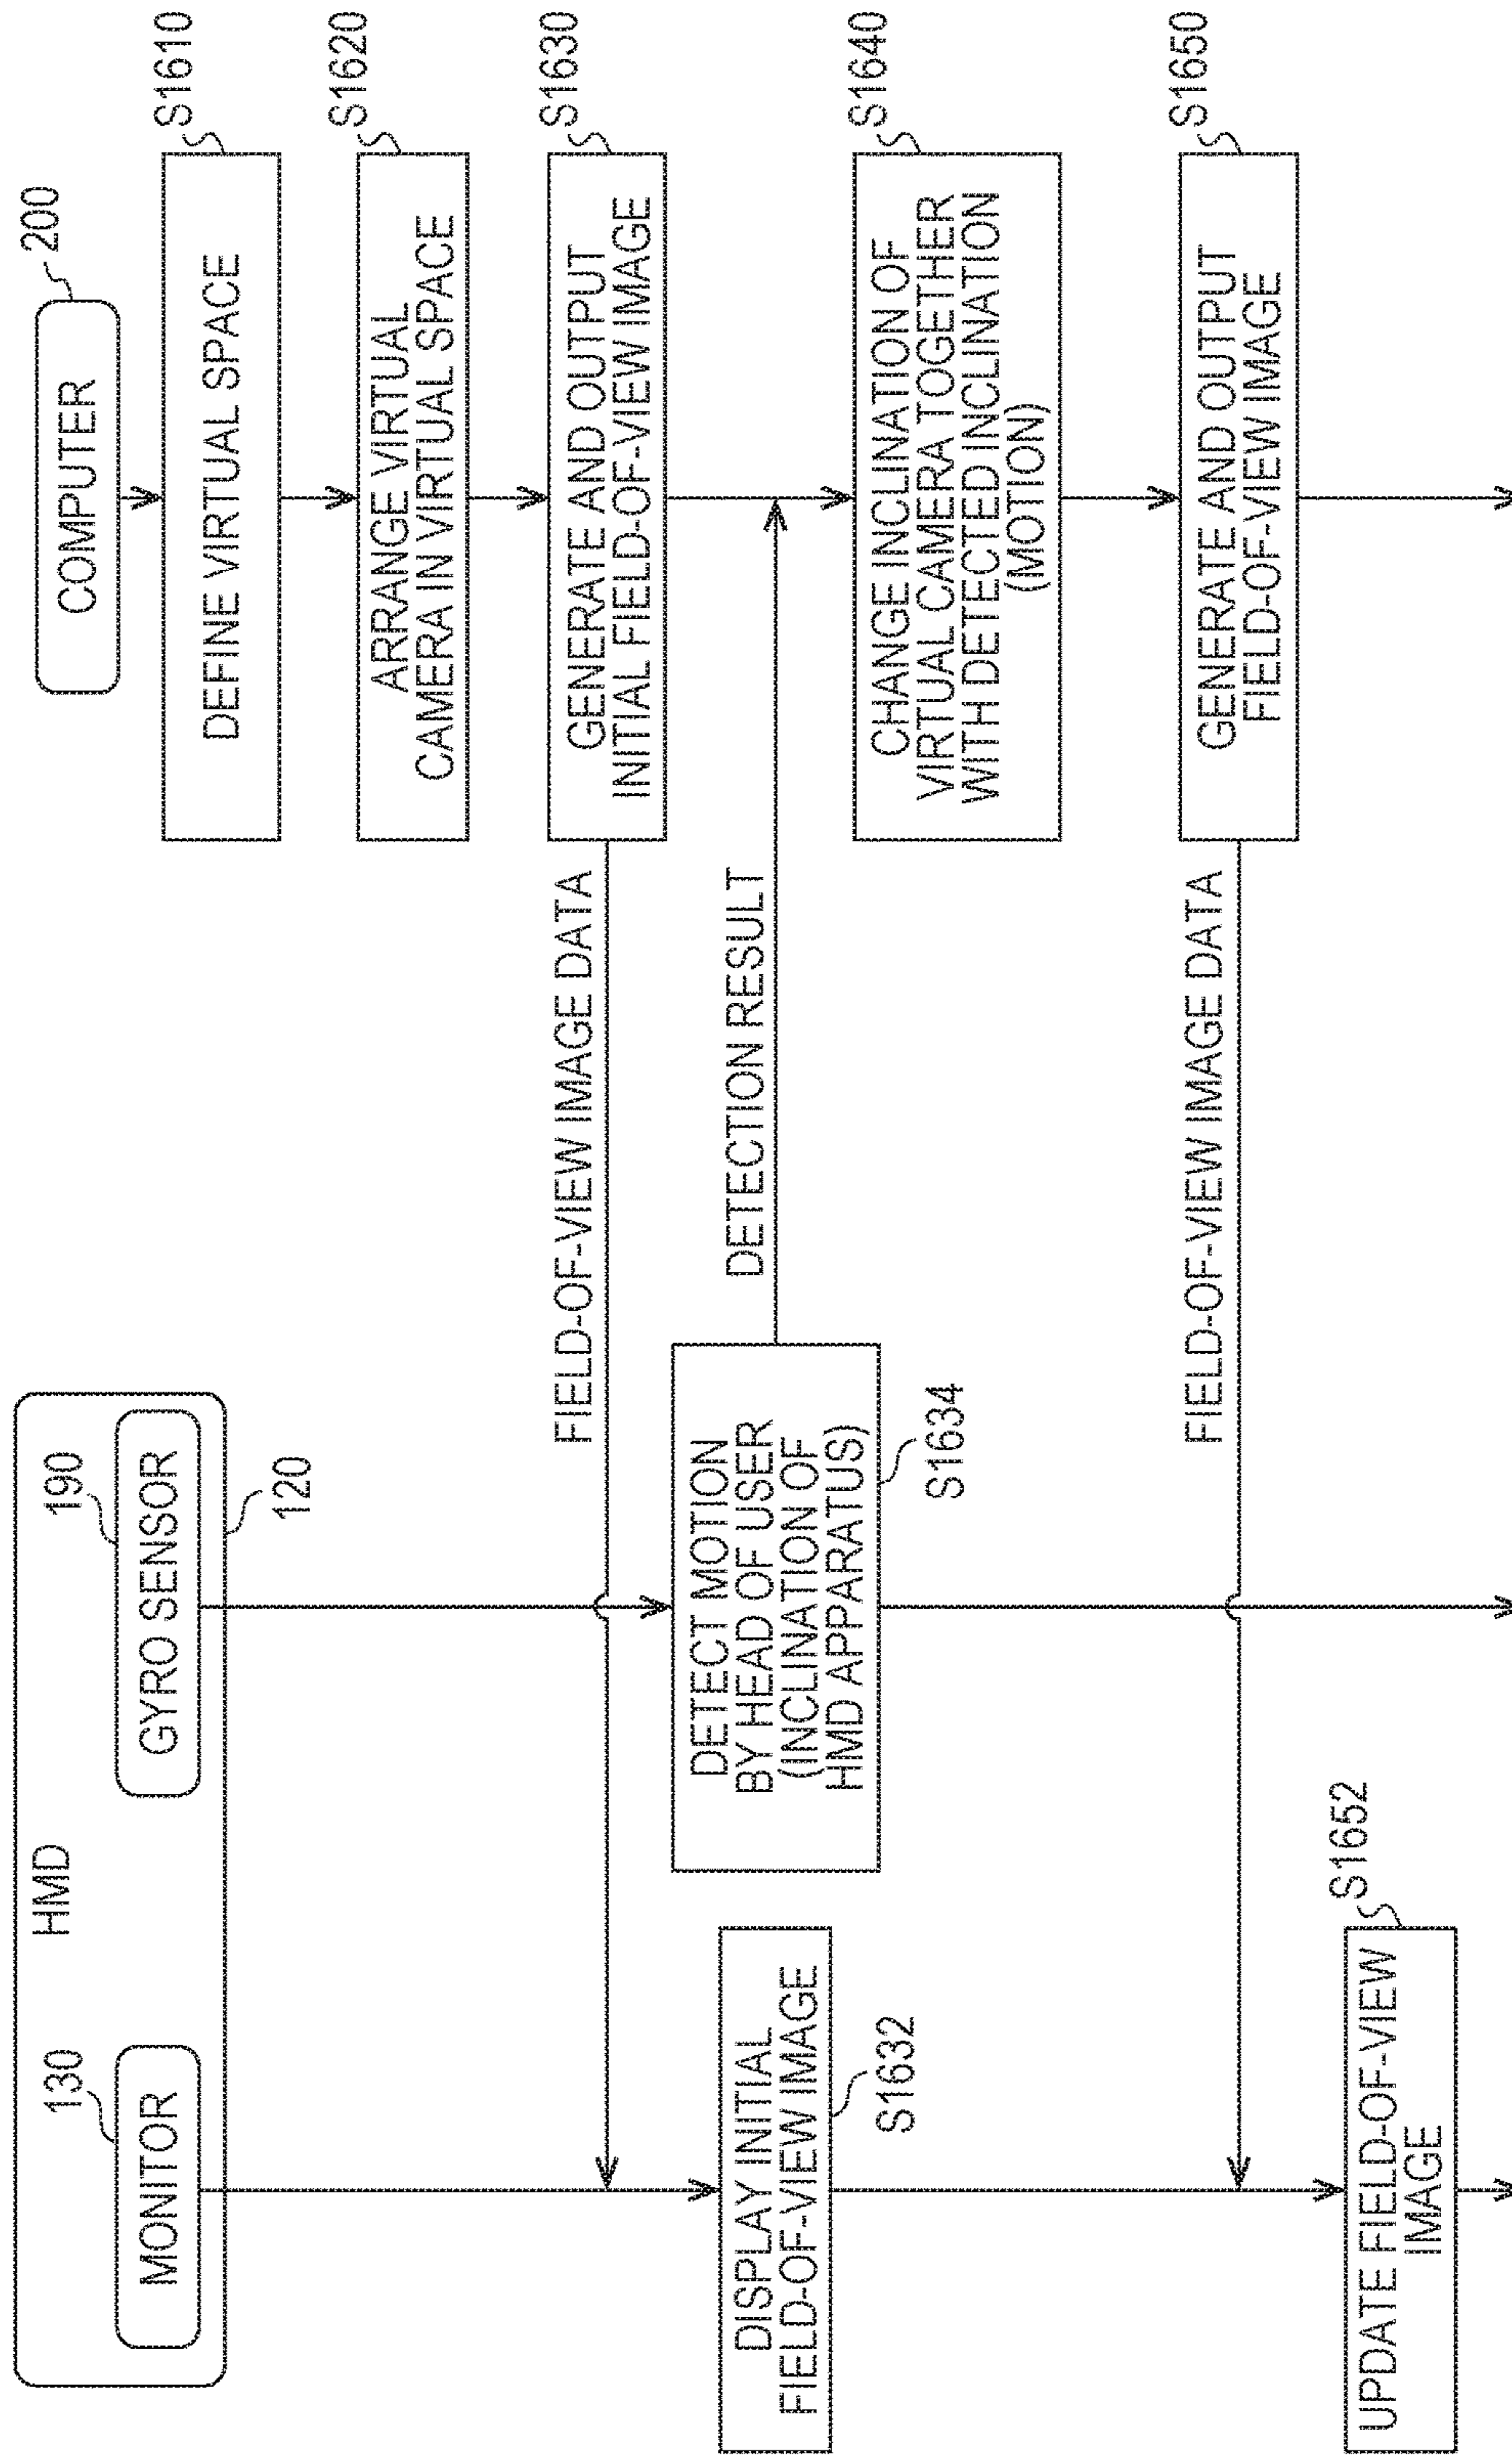 HMD
130
MONITOR
190
GYRO SENSOR
120
200
COMPUTER
S1610
DEFINE VIRTUAL SPACE
S1620
ARRANGE VIRTUAL
CAMERA IN VIRTUAL SPACE
S1630
GENERATE AND OUTPUT
INITIAL FIELD-OF-VIEW IMAGE
FIELD-OF-VIEW IMAGE DATA
DISPLAY INITIAL
FIELD-OF-VIEW IMAGE
S1632
DETECT MOTION
BY HEAD OF USER
(INCLINATION OF
HMD APPARATUS)
S1634
DETECTION RESULT
S1640
CHANGE INCLINATION OF
VIRTUAL CAMERA TOGETHER
WITH DETECTED INCLINATION
(MOTION)
S1650
GENERATE AND OUTPUT
FIELD-OF-VIEW IMAGE
FIELD-OF-VIEW IMAGE DATA
S1652
UPDATE FIELD-OF-VIEW
IMAGE